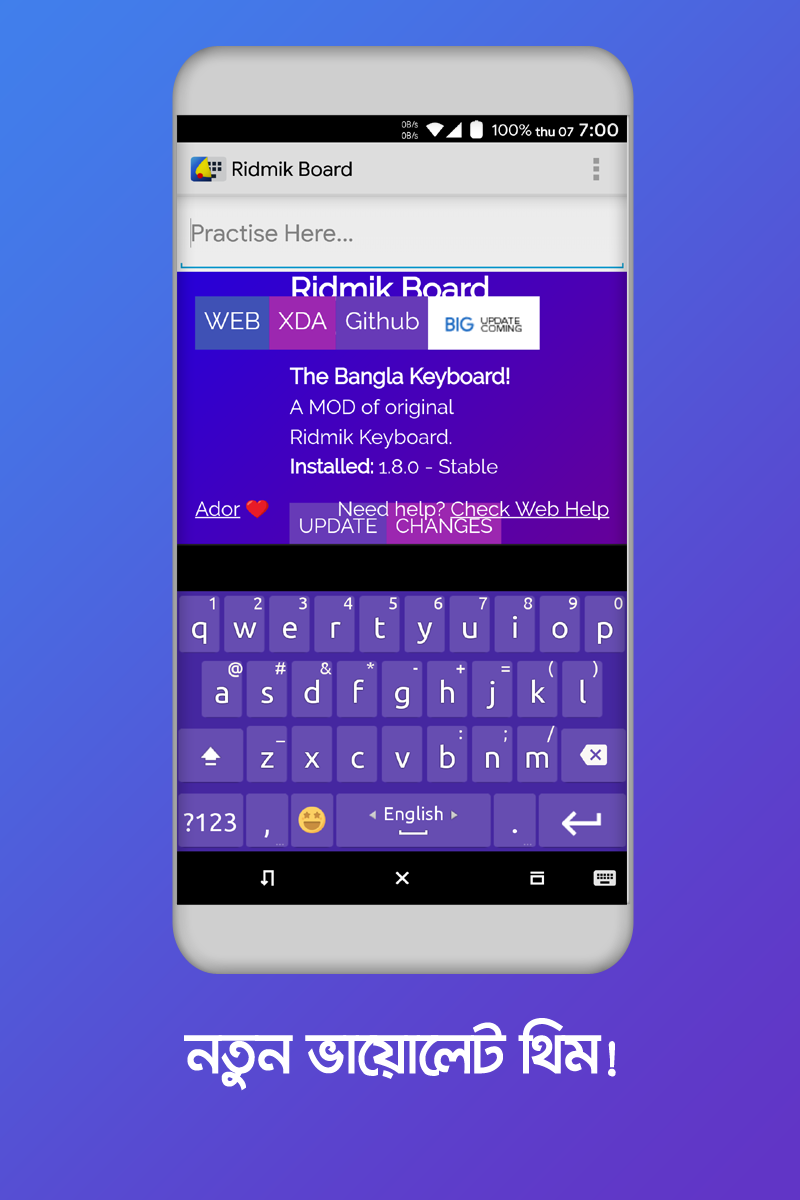 0B/s
0B/s
100% thu 07 7:00
Ridmik Board
Practise Here...
Ridmik Board
WEB XDA Github BIG UPDATE COMING
The Bangla Keyboard!
A MOD of original
Ridmik Keyboard.
Installed: 1.8.0 - Stable
Ador ❤️ Need help? Check Web Help
UPDATE CHANGES
1 2 3 4 5 6 7 8 9 0
q w e r t y u i o p
@ # & * - + = ( )
a s d f g h j k l
_ : ; /
z x c v b n m
?123 , English . 
নতুন ভায়োলেট থিম!